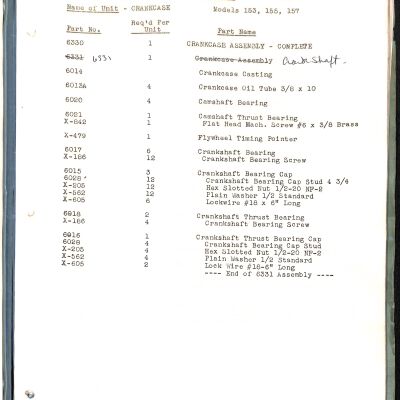 Name of Unit - CRANKCASE Models 153, 155, 157
Part No. Req'd Per Unit Part Name
6330 1 CRANKCASE ASSEMBLY - COMPLETE
6331 6331 1 Crankcase Assembly Crankshaft.
6014 Crankcase Casting
6013A 4 Crankcase Oil Tube 3/8 x 10
6020 4 Camshaft Bearing
6021 1 Camshaft Thrust Bearing
X-842 1 Flat Head Mach. Screw #6 x 3/8 Brass
X-479 1 Flywheel Timing Pointer
6017 6 Crankshaft Bearing
X-186 12 Crankshaft Bearing Screw
6015 3 Crankshaft Bearing Cap
6028 12 Crankshaft Bearing Cap Stud 4 3/4
X-205 12 Hex Slotted Nut 1/2-20 NF-2
X-562 12 Plain Washer 1/2 Standard
X-605 6 Lockwire #18 x 6" Long
6018 2 Crankshaft Thrust Bearing
X-186 4 Crankshaft Bearing Screw
6016 1 Crankshaft Thrust Bearing Cap
6028 4 Crankshaft Bearing Cap Stud
X-205 4 Hex Slotted Nut 1/2-20 NF-2
X-562 4 Plain Washer 1/2 Standard
X-605 2 Lock Wire #18-6" Long
---- End of 6331 Assembly ----